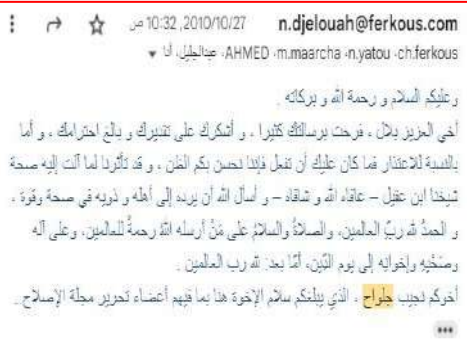 n.djelouah@ferkous.com
2010/10/27, 10:32 ص
ch.ferkous، n.yatou، m.maarcha، AHMED، عبدالجليل، أنا
وعليكم السلام و رحمة الله و بركاته .
أخي العزيز بلال ، فرحت برسالتك كثيرا ، و أشكرك على تقديرك و بالغ احترامك ، و أما
بالنسبة للاعتذار فما كان عليك أن تفعل فإننا نحسن بكم الظن ، و قد تأثرنا لما آلت إليه صحة
شيخنا ابن عقيل – عافاه الله و شافاه – و أسأل الله أن يرده إلى أهله و ذويه في صحة وقوة ،
و الحمدُ لله ربِّ العالمين، والصلاةُ والسلامُ على مَنْ أرسله اللهُ رحمةً للعالمين، وعلى آله
وصَحْبِهِ وإخوانِهِ إلى يوم الدِّين، أمَّا بعد: لله رب العالمين .
أخوكم نجيب جلواح ، الذي يبلغكم سلام الإخوة هنا بما فيهم أعضاء تحرير مجلة الإصلاح .